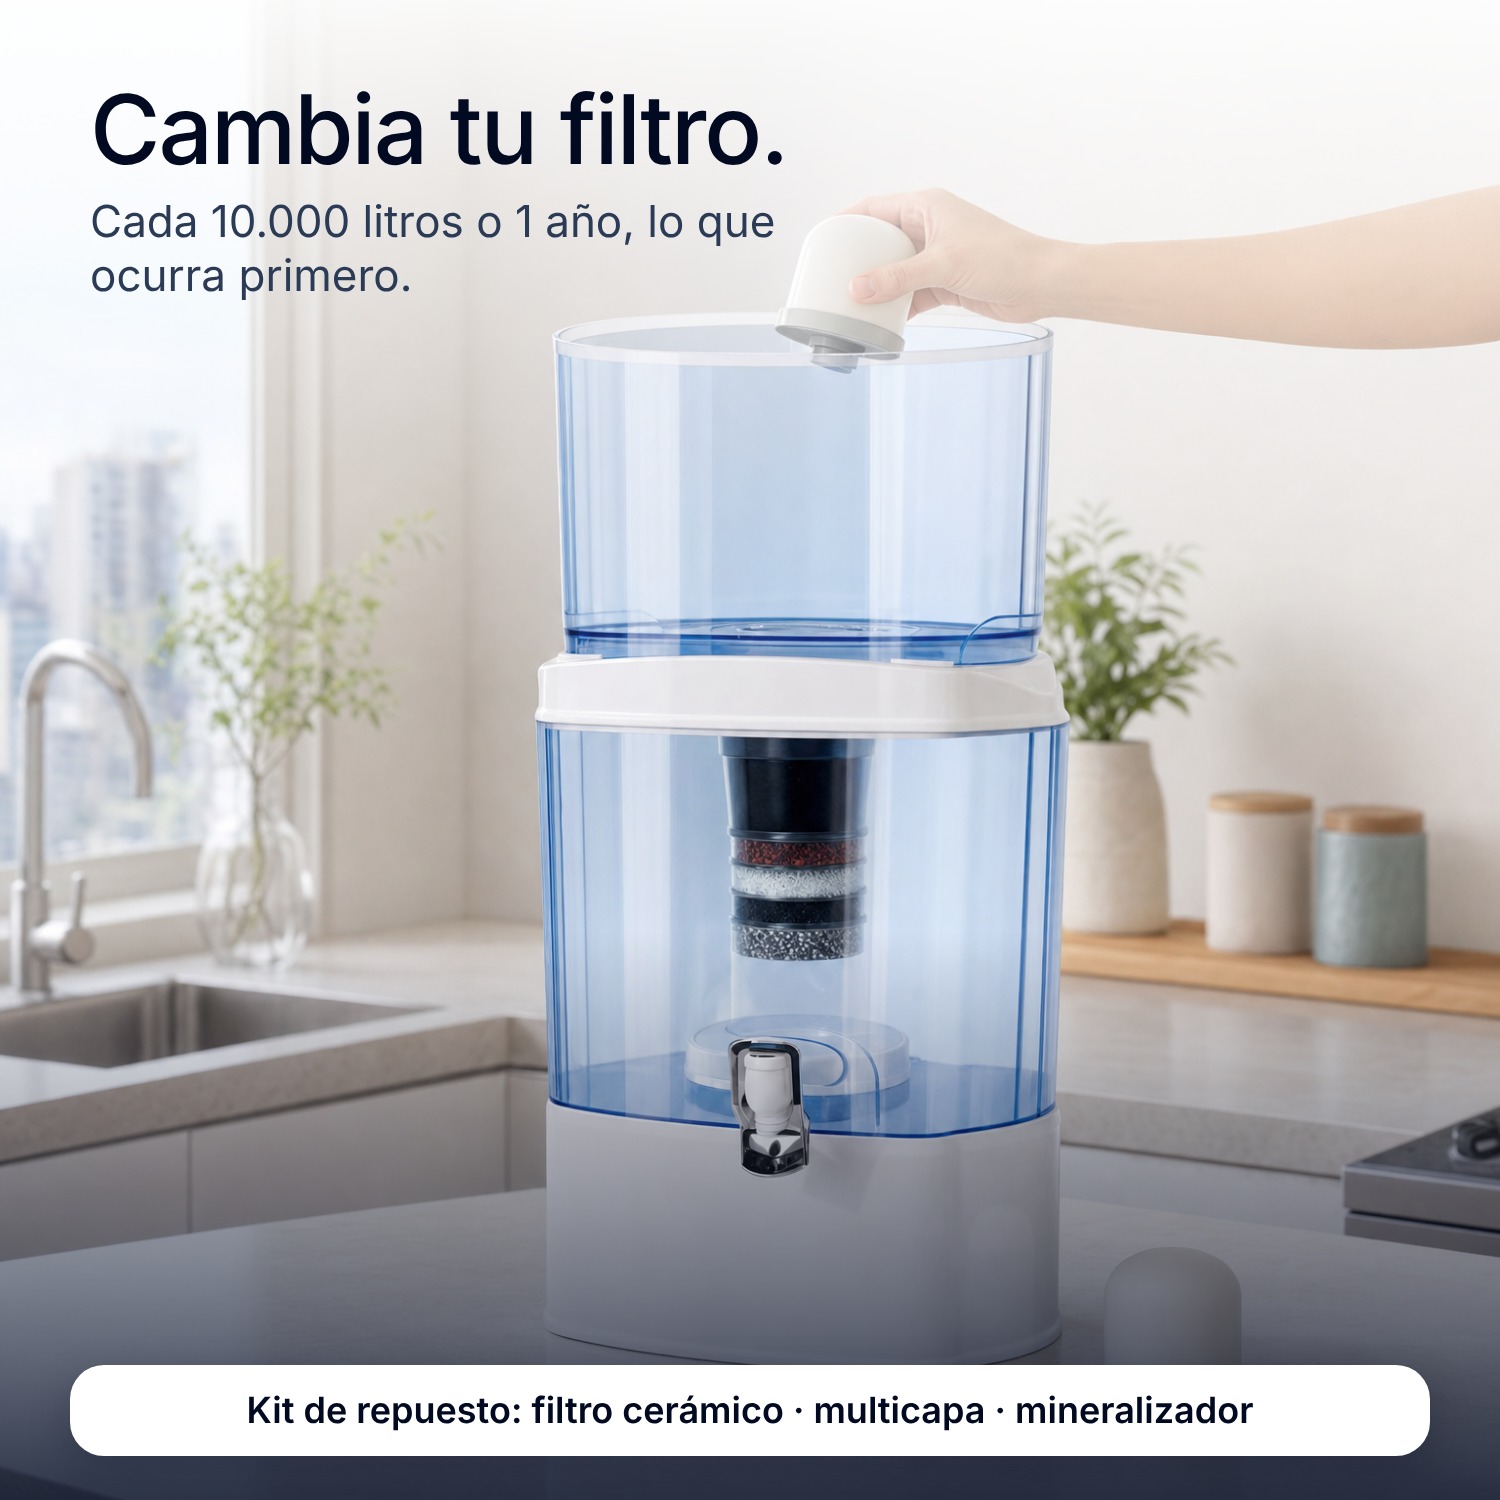 Cambia tu filtro.
Cada 10.000 litros o 1 año, lo que
ocurra primero.
Kit de repuesto: filtro cerámico · multicapa · mineralizador